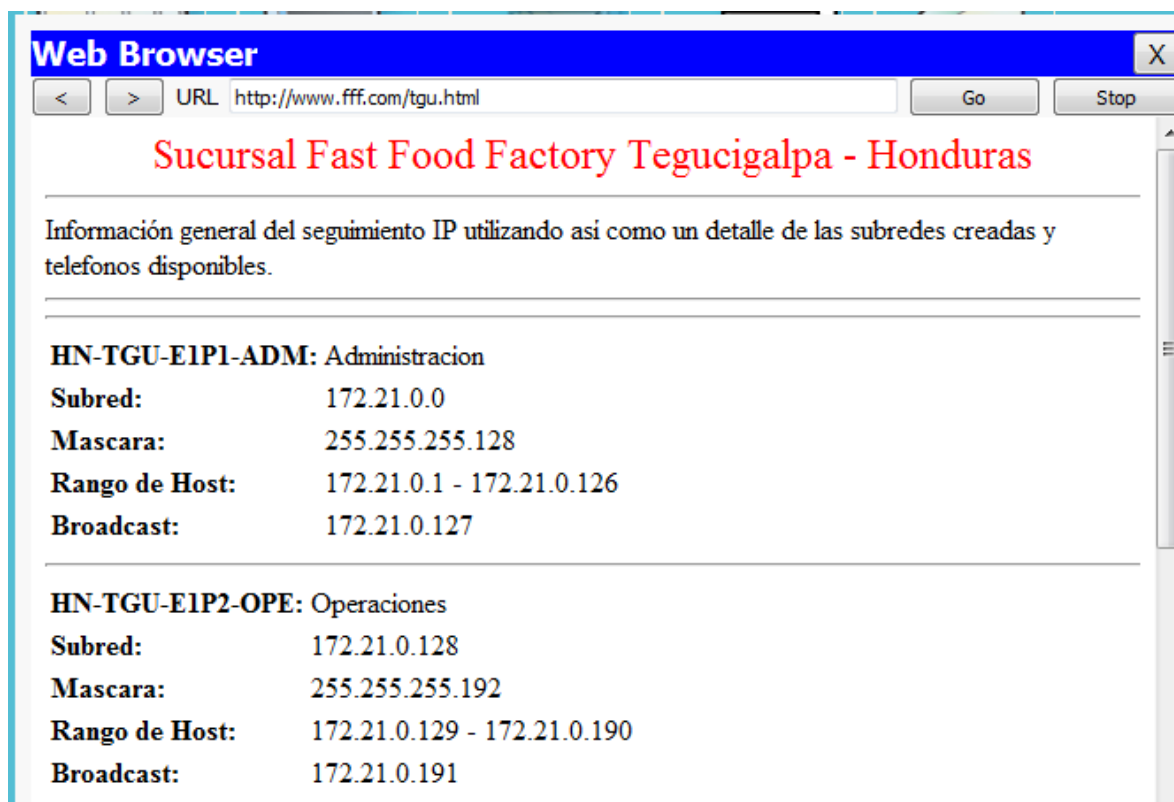 Web Browser X
< > URL http://www.fff.com/tgu.html Go Stop
Sucursal Fast Food Factory Tegucigalpa - Honduras
Información general del seguimiento IP utilizando asi como un detalle de las subredes creadas y
telefonos disponibles.
HN-TGU-E1P1-ADM: Administracion
Subred: 172.21.0.0
Mascara: 255.255.255.128
Rango de Host: 172.21.0.1 - 172.21.0.126
Broadcast: 172.21.0.127
HN-TGU-E1P2-OPE: Operaciones
Subred: 172.21.0.128
Mascara: 255.255.255.192
Rango de Host: 172.21.0.129 - 172.21.0.190
Broadcast: 172.21.0.191